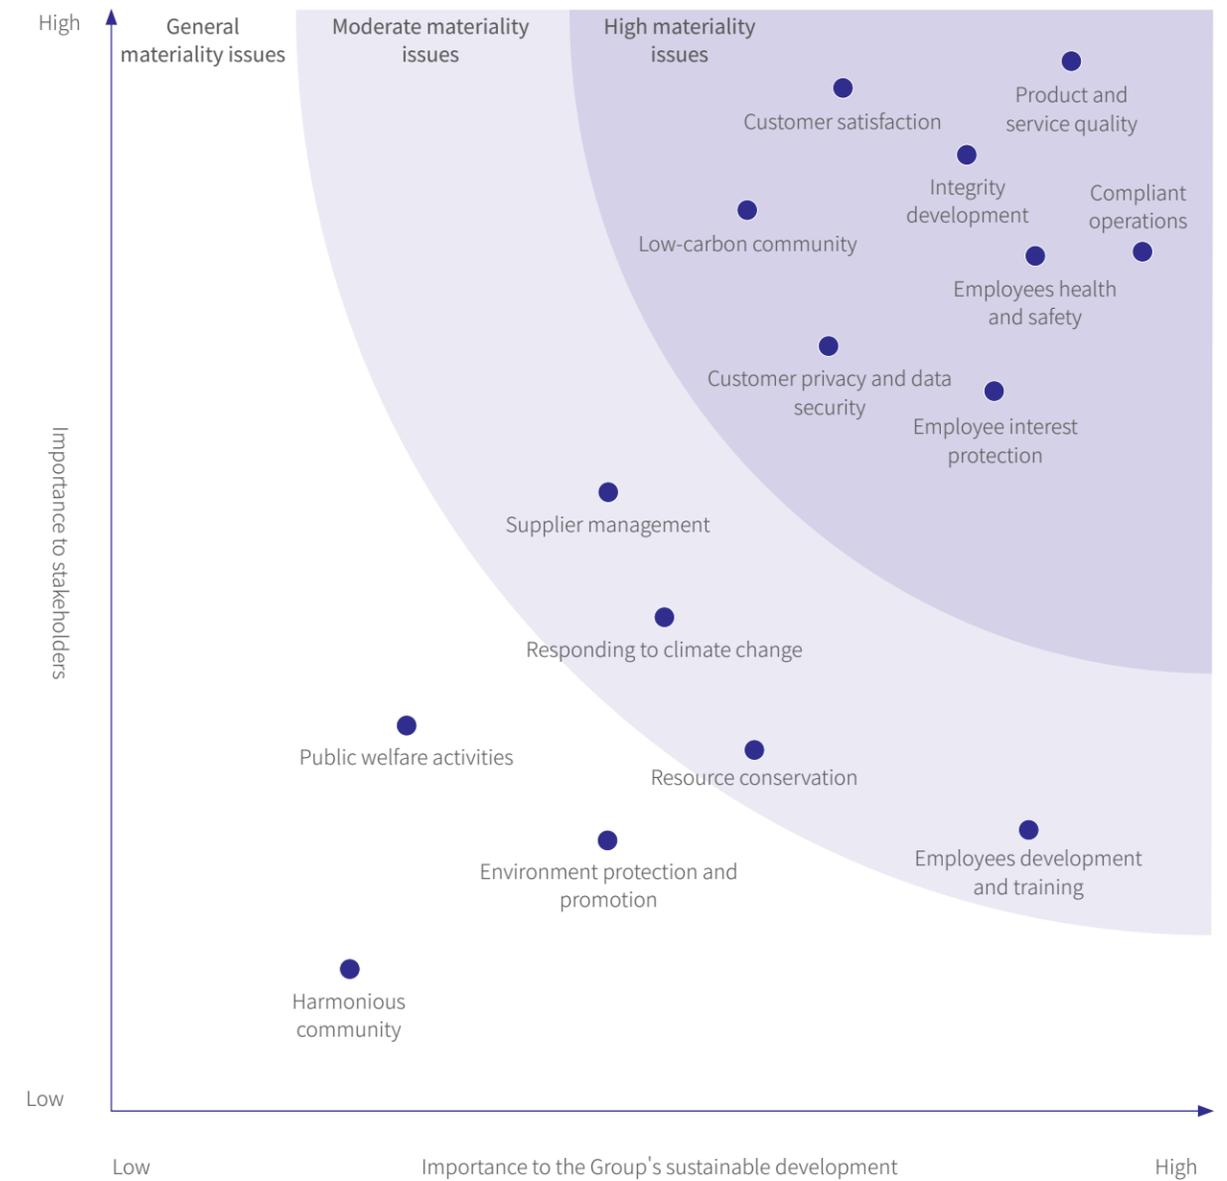 High
General
materiality issues
Moderate materiality
issues
High materiality
issues
Product and
service quality
Customer satisfaction
Integrity
development
Compliant
operations
Low-carbon community
Employees health
and safety
Customer privacy and data
security
Employee interest
protection
Importance to stakeholders
Supplier management
Responding to climate change
Public welfare activities
Resource conservation
Environment protection and
promotion
Employees development
and training
Harmonious
community
Low
Low
Importance to the Group's sustainable development
High